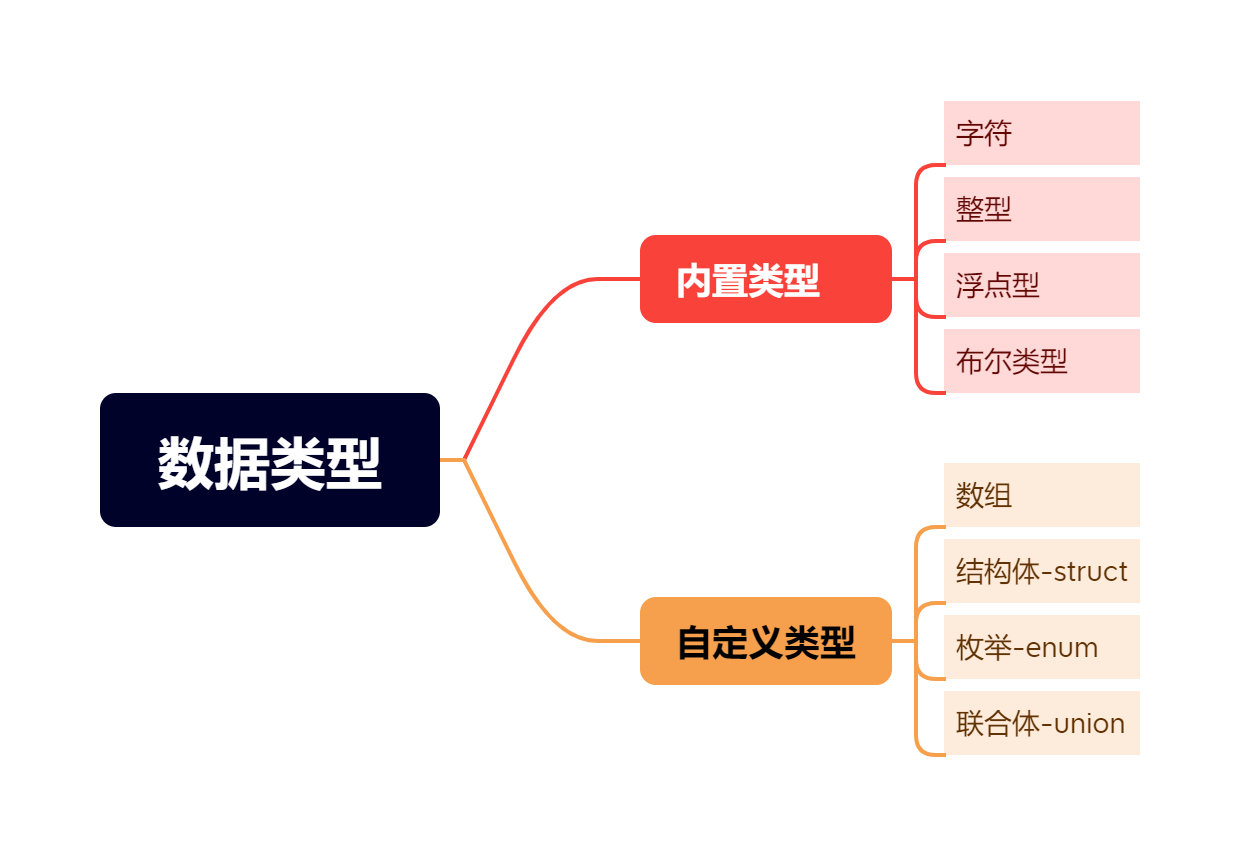 数据类型
内置类型
字符
整型
浮点型
布尔类型
自定义类型
数组
结构体-struct
枚举-enum
联合体-union